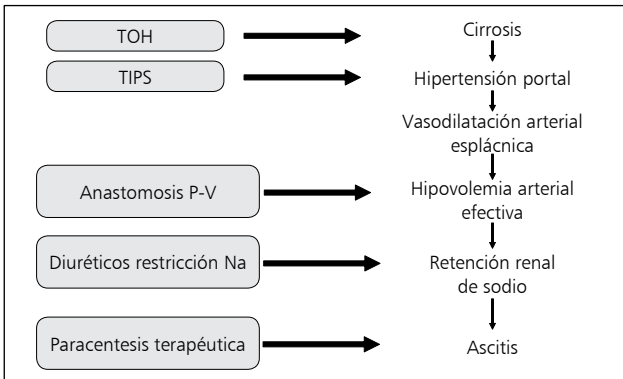 TOH
Cirrosis
TIPS
Hipertensión portal
Vasodilatación arterial
esplácnica
Anastomosis P-V
Hipovolemia arterial
efectiva
Diuréticos restricción Na
Retención renal
de sodio
Paracentesis terapéutica
Ascitis